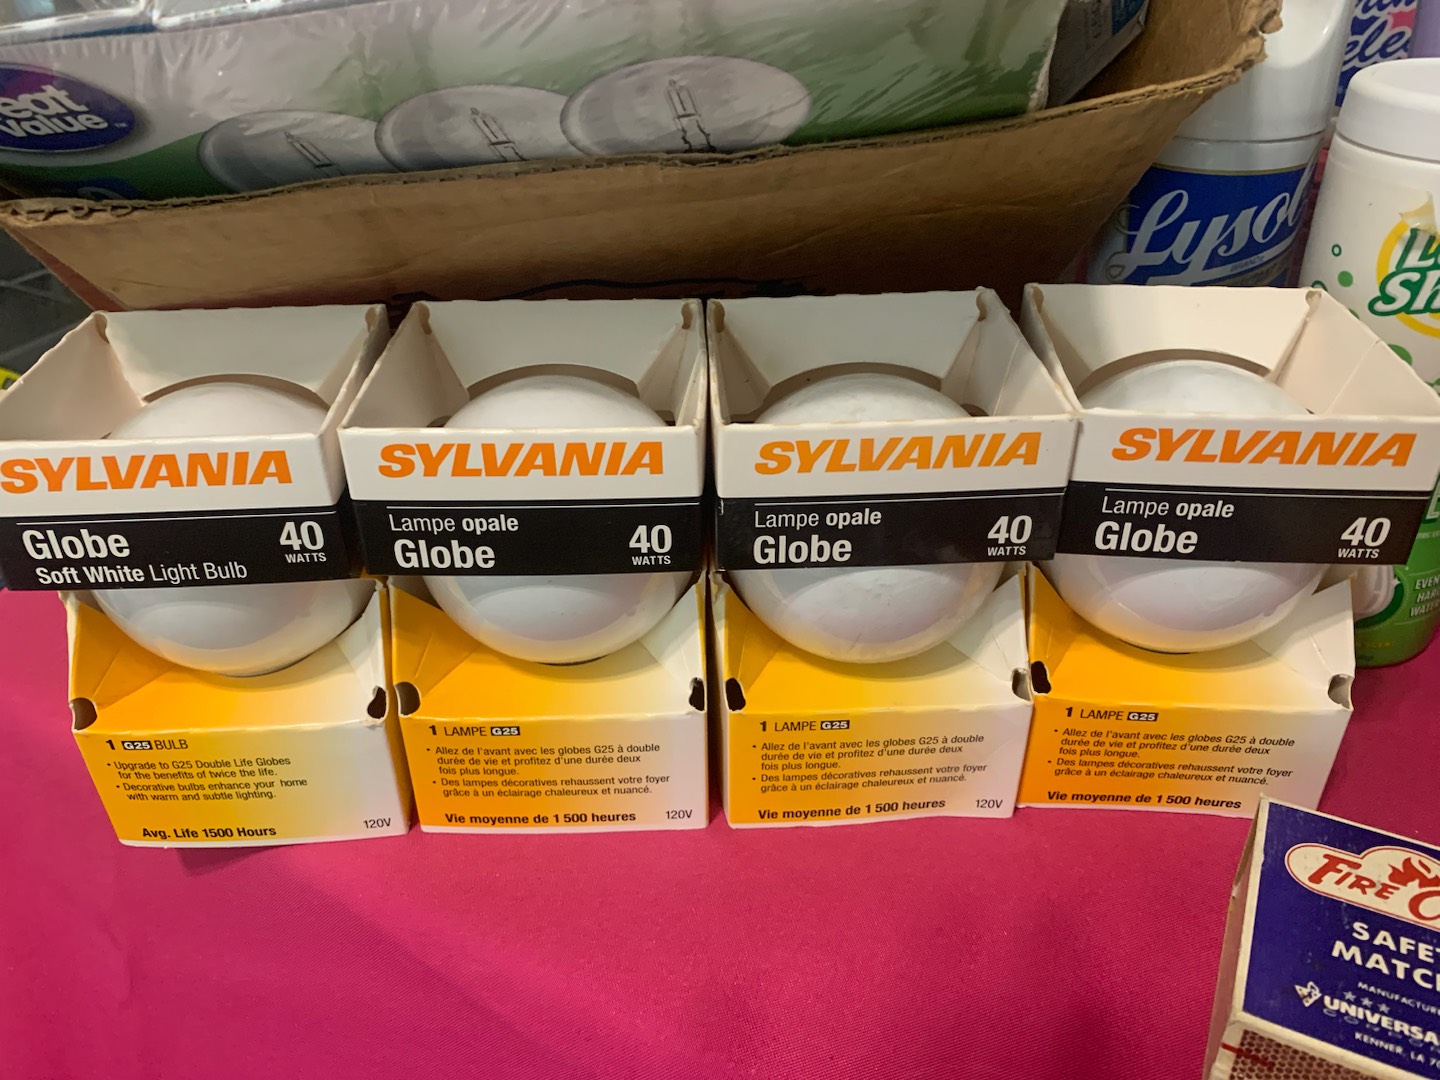 Value
Lysol
SYLVANIA
Globe
Soft White Light Bulb
40
WATTS
1 G25 BULB
• Upgrade to G25 Double Life Globes
for the benefits of twice the life.
• Decorative bulbs enhance your home
with warm and subtle lighting.
Avg. Life 1500 Hours
120V
SYLVANIA
Lampe opale
Globe
40
WATTS
1 LAMPE G25
• Allez de l'avant avec les globes G25 à double
durée de vie et profitez d'une durée deux
fois plus longue.
• Des lampes décoratives rehaussent votre foyer
grâce à un éclairage chaleureux et nuancé.
Vie moyenne de 1 500 heures
120V
SYLVANIA
Lampe opale
Globe
40
WATTS
1 LAMPE G25
• Allez de l'avant avec les globes G25 à double
durée de vie et profitez d'une durée deux
fois plus longue.
• Des lampes décoratives rehaussent votre foyer
grâce à un éclairage chaleureux et nuancé.
Vie moyenne de 1 500 heures
120V
SYLVANIA
Lampe opale
Globe
40
WATTS
1 LAMPE G25
• Allez de l'avant avec les globes G25 à double
durée de vie et profitez d'une durée deux
fois plus longue.
• Des lampes décoratives rehaussent votre foyer
grâce à un éclairage chaleureux et nuancé.
Vie moyenne de 1 500 heures
FIRE
KENNER, LA